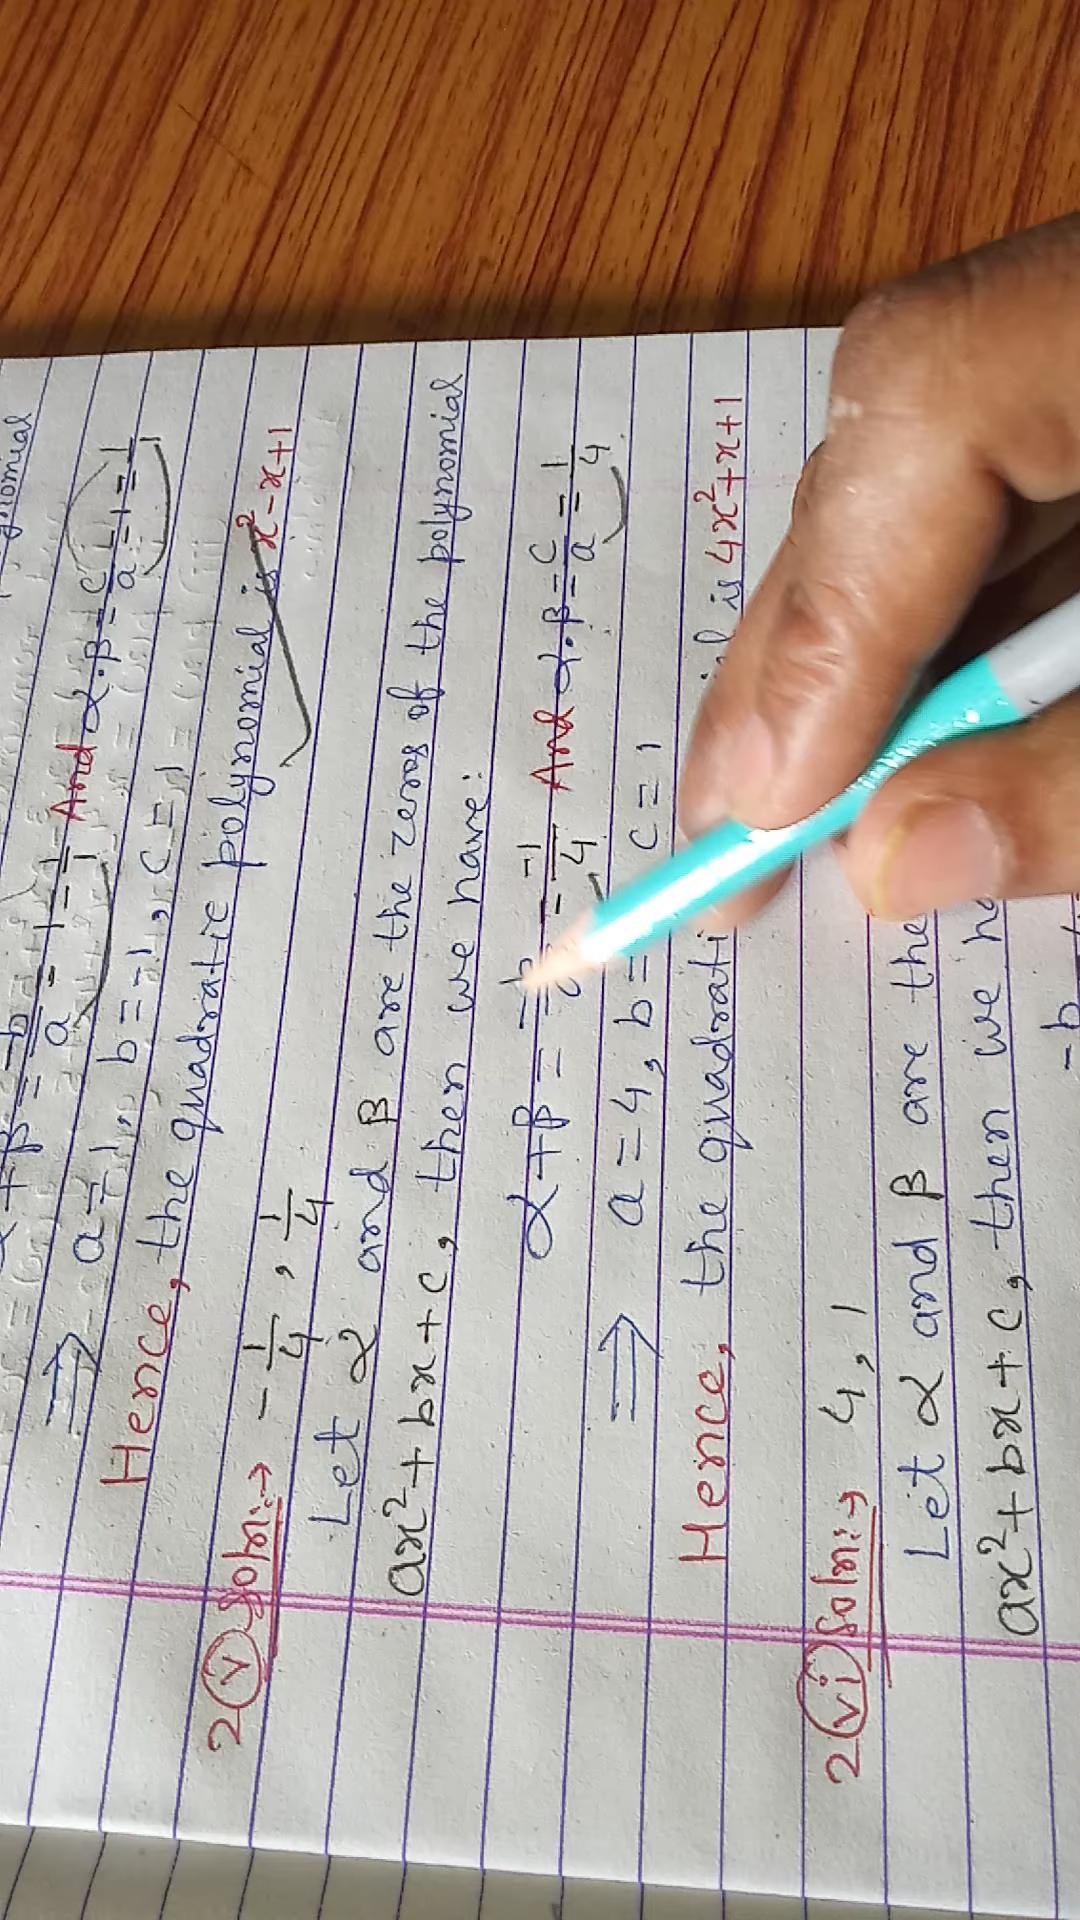 α+β = -b/a = 1 = 1/1 And α.β = c/a = 1 = 1/1
⇒ a=1, b=-1, c=1
Hence, the quadratic polynomial is x²-x+1
2(v) soln:→ -1/4, 1/4
Let α and β are the zeros of the polynomial
ax²+bx+c, then we have:
α+β = -b/a = -1/4 And α.β = c/a = 1/4
⇒ a=4, b= c=1
Hence, the quadrati is 4x²+x+1
2(vi) soln:→ 4, 1
Let α and β are the
ax²+bx+c, then we ha
-b